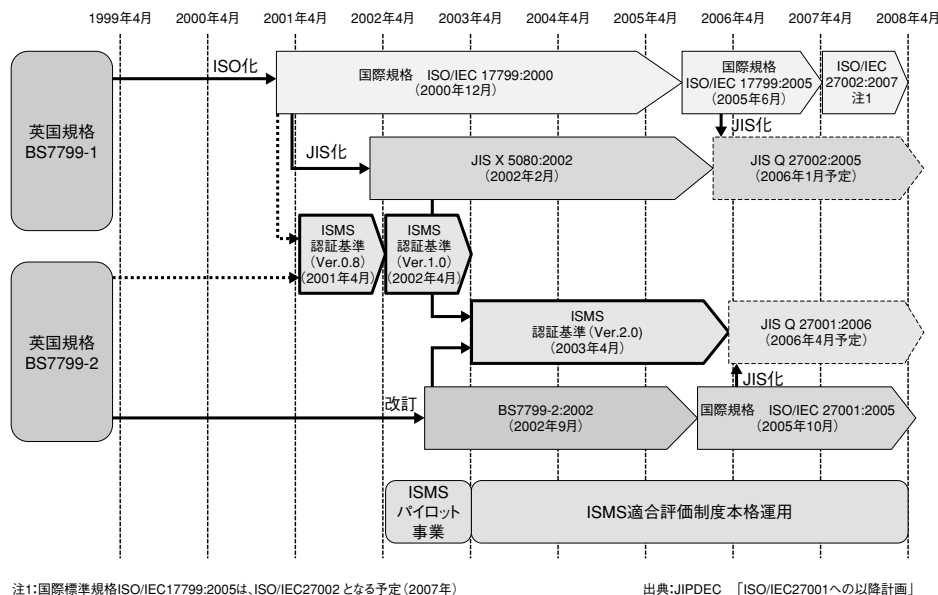 1999年4月 2000年4月 2001年4月 2002年4月 2003年4月 2004年4月 2005年4月 2006年4月 2007年4月 2008年4月
英国規格
BS7799-1
ISO化
国際規格 ISO/IEC 17799:2000
(2000年12月)
国際規格
ISO/IEC 17799:2005
(2005年6月)
ISO/IEC
27002:2007
注1
JIS化
JIS化
JIS X 5080:2002
(2002年2月)
JIS Q 27002:2005
(2006年1月予定)
ISMS
認証基準
(Ver.0.8)
(2001年4月)
ISMS
認証基準
(Ver.1.0)
(2002年4月)
英国規格
BS7799-2
ISMS
認証基準(Ver.2.0)
(2003年4月)
JIS Q 27001:2006
(2006年4月予定)
JIS化
改訂
BS7799-2:2002
(2002年9月)
国際規格 ISO/IEC 27001:2005
(2005年10月)
ISMS
パイロット
事業
ISMS適合評価制度本格運用
注1:国際標準規格ISO/IEC17799:2005は、ISO/IEC27002 となる予定(2007年)
出典:JIPDEC 「ISO/IEC27001への以降計画」